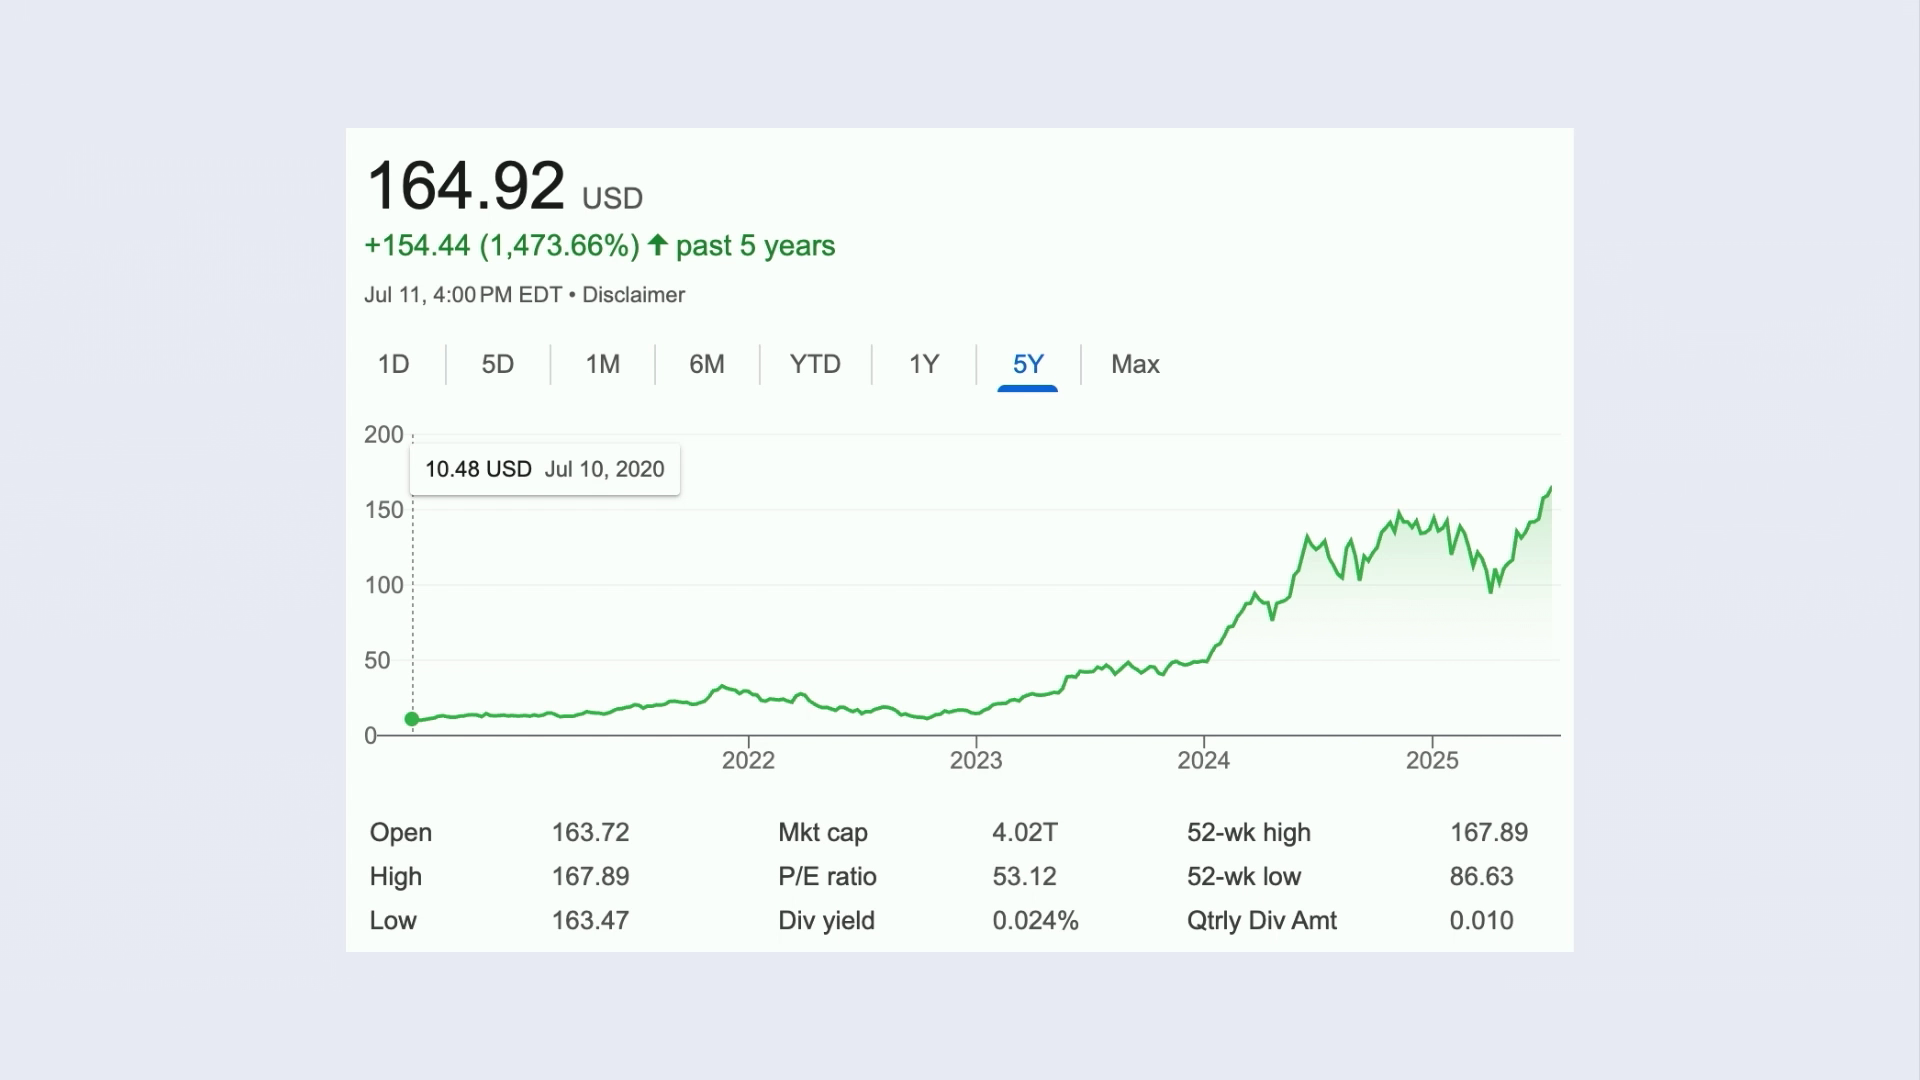 164.92 USD
+154.44 (1,473.66%) ↑ past 5 years
Jul 11, 4:00 PM EDT • Disclaimer
1D 5D 1M 6M YTD 1Y 5Y Max
200
10.48 USD Jul 10, 2020
150
100
50
0
2022 2023 2024 2025
Open 163.72 Mkt cap 4.02T 52-wk high 167.89
High 167.89 P/E ratio 53.12 52-wk low 86.63
Low 163.47 Div yield 0.024% Qtrly Div Amt 0.010